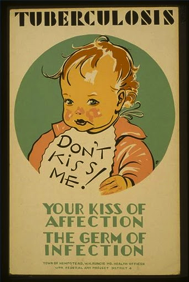 TUBERCULOSIS
DON'T
KISS
ME!
YOUR KISS OF
AFFECTION
THE GERM OF
INFECTION